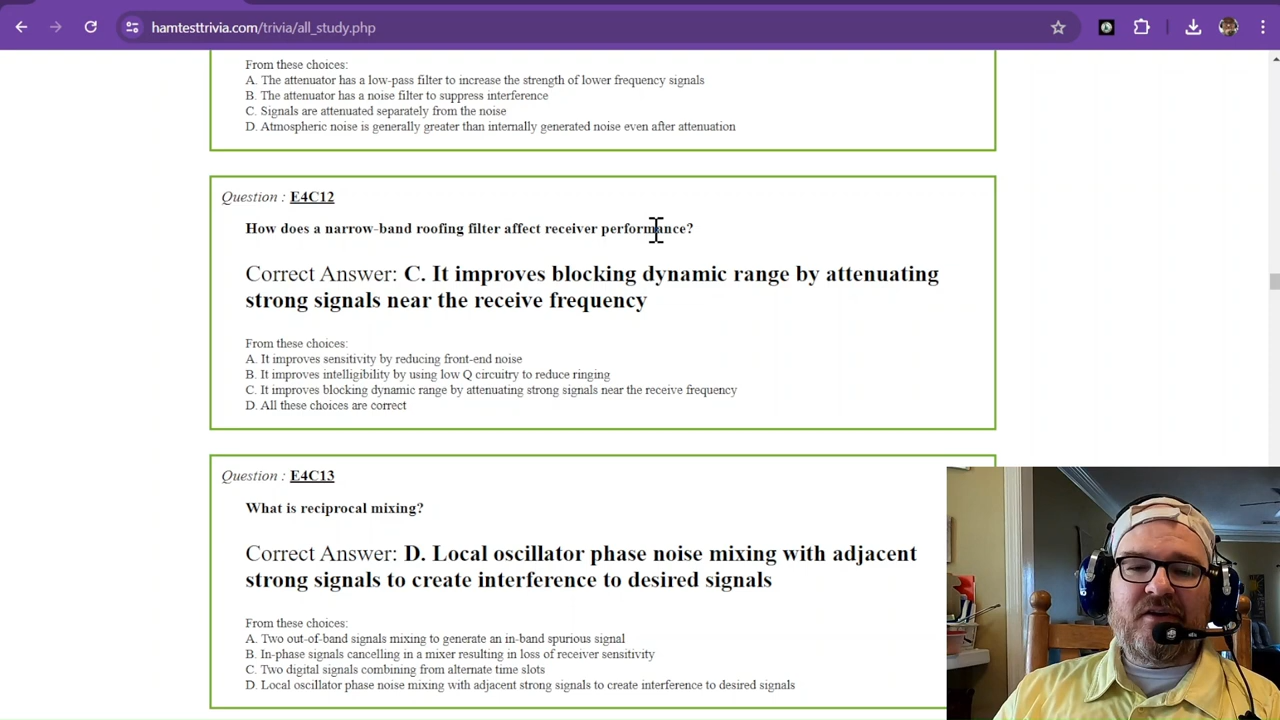 hamtesttrivia.com/trivia/all_study.php
From these choices:
A. The attenuator has a low-pass filter to increase the strength of lower frequency signals
B. The attenuator has a noise filter to suppress interference
C. Signals are attenuated separately from the noise
D. Atmospheric noise is generally greater than internally generated noise even after attenuation
Question : E4C12
How does a narrow-band roofing filter affect receiver performance?
Correct Answer: C. It improves blocking dynamic range by attenuating
strong signals near the receive frequency
From these choices:
A. It improves sensitivity by reducing front-end noise
B. It improves intelligibility by using low Q circuitry to reduce ringing
C. It improves blocking dynamic range by attenuating strong signals near the receive frequency
D. All these choices are correct
Question : E4C13
What is reciprocal mixing?
Correct Answer: D. Local oscillator phase noise mixing with adjacent
strong signals to create interference to desired signals
From these choices:
A. Two out-of-band signals mixing to generate an in-band spurious signal
B. In-phase signals cancelling in a mixer resulting in loss of receiver sensitivity
C. Two digital signals combining from alternate time slots
D. Local oscillator phase noise mixing with adjacent strong signals to create interference to desired signals